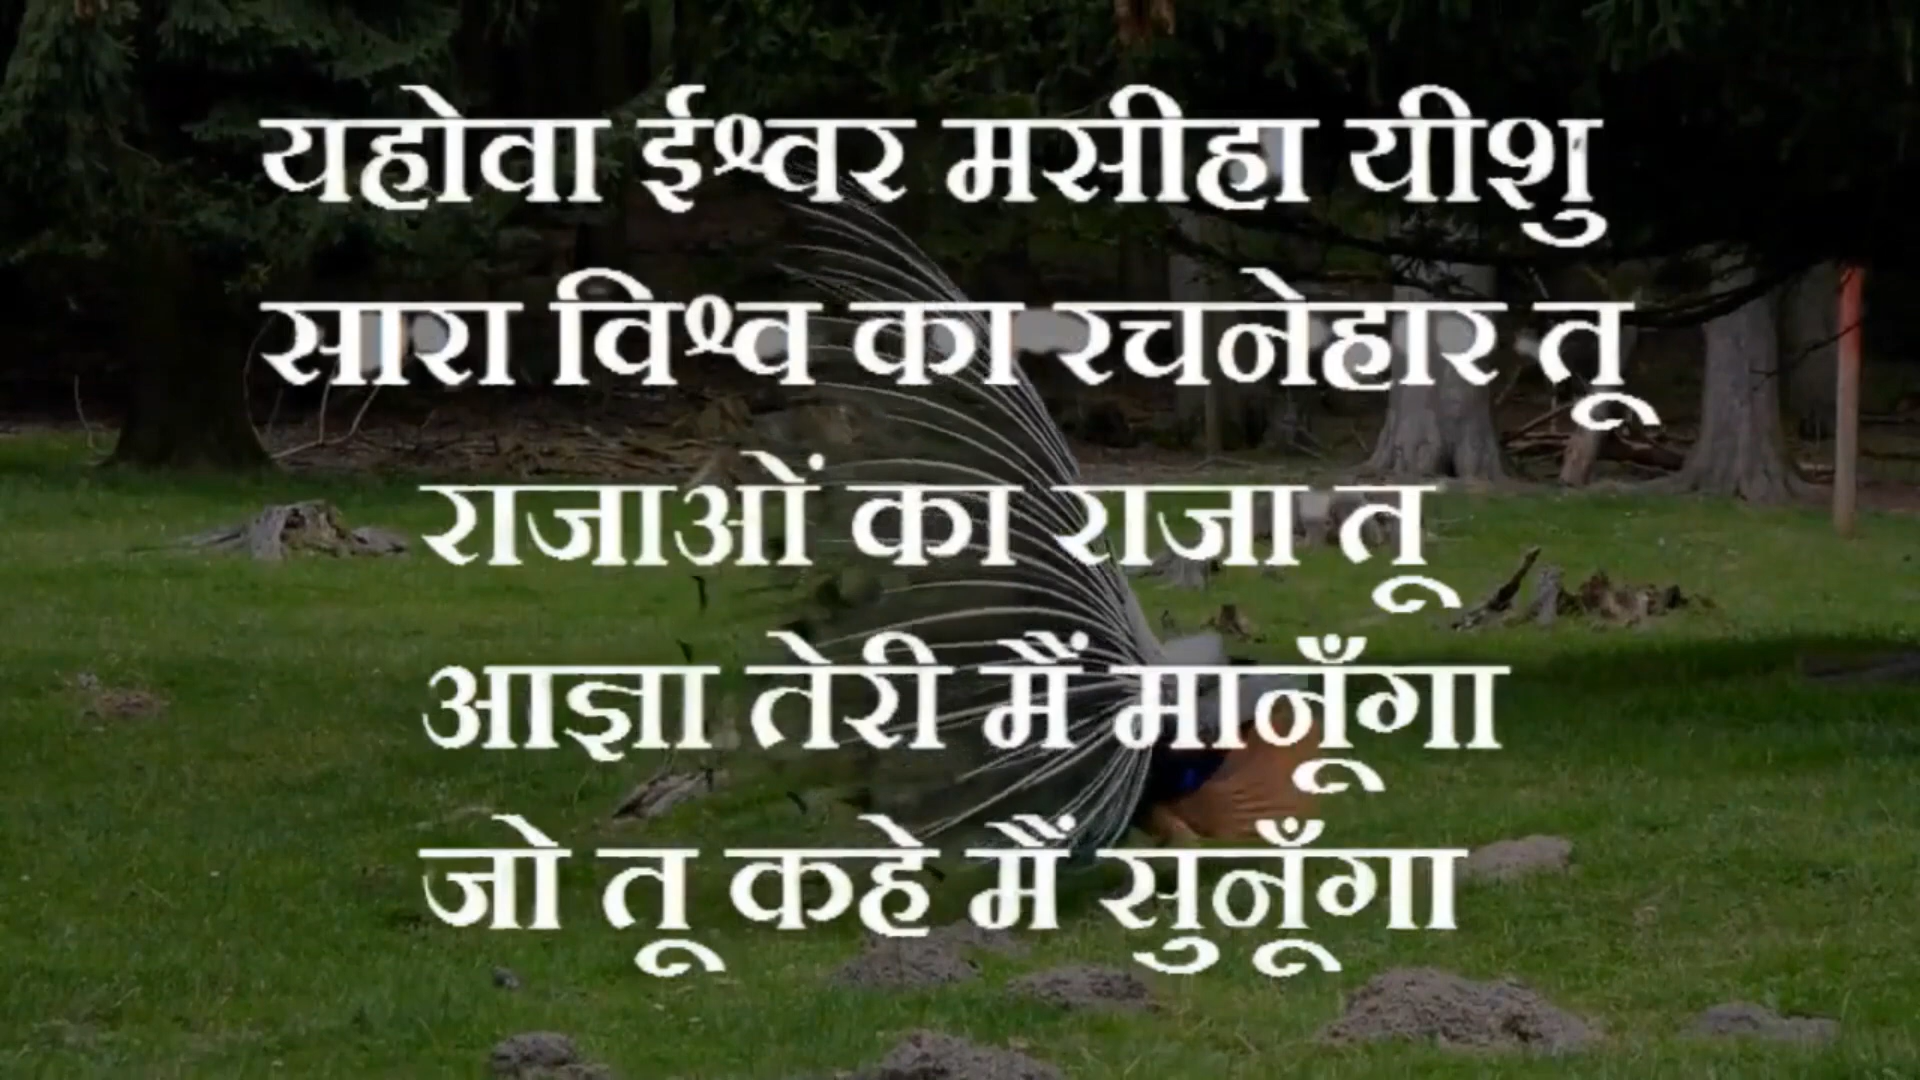 यहोवा ईश्वर मसीहा यीशु
सारा विश्व का रचनेहार तू
राजाओं का राजा तू
आज्ञा तेरी मैं मानूँगा
जो तू कहे मैं सुनूँगा